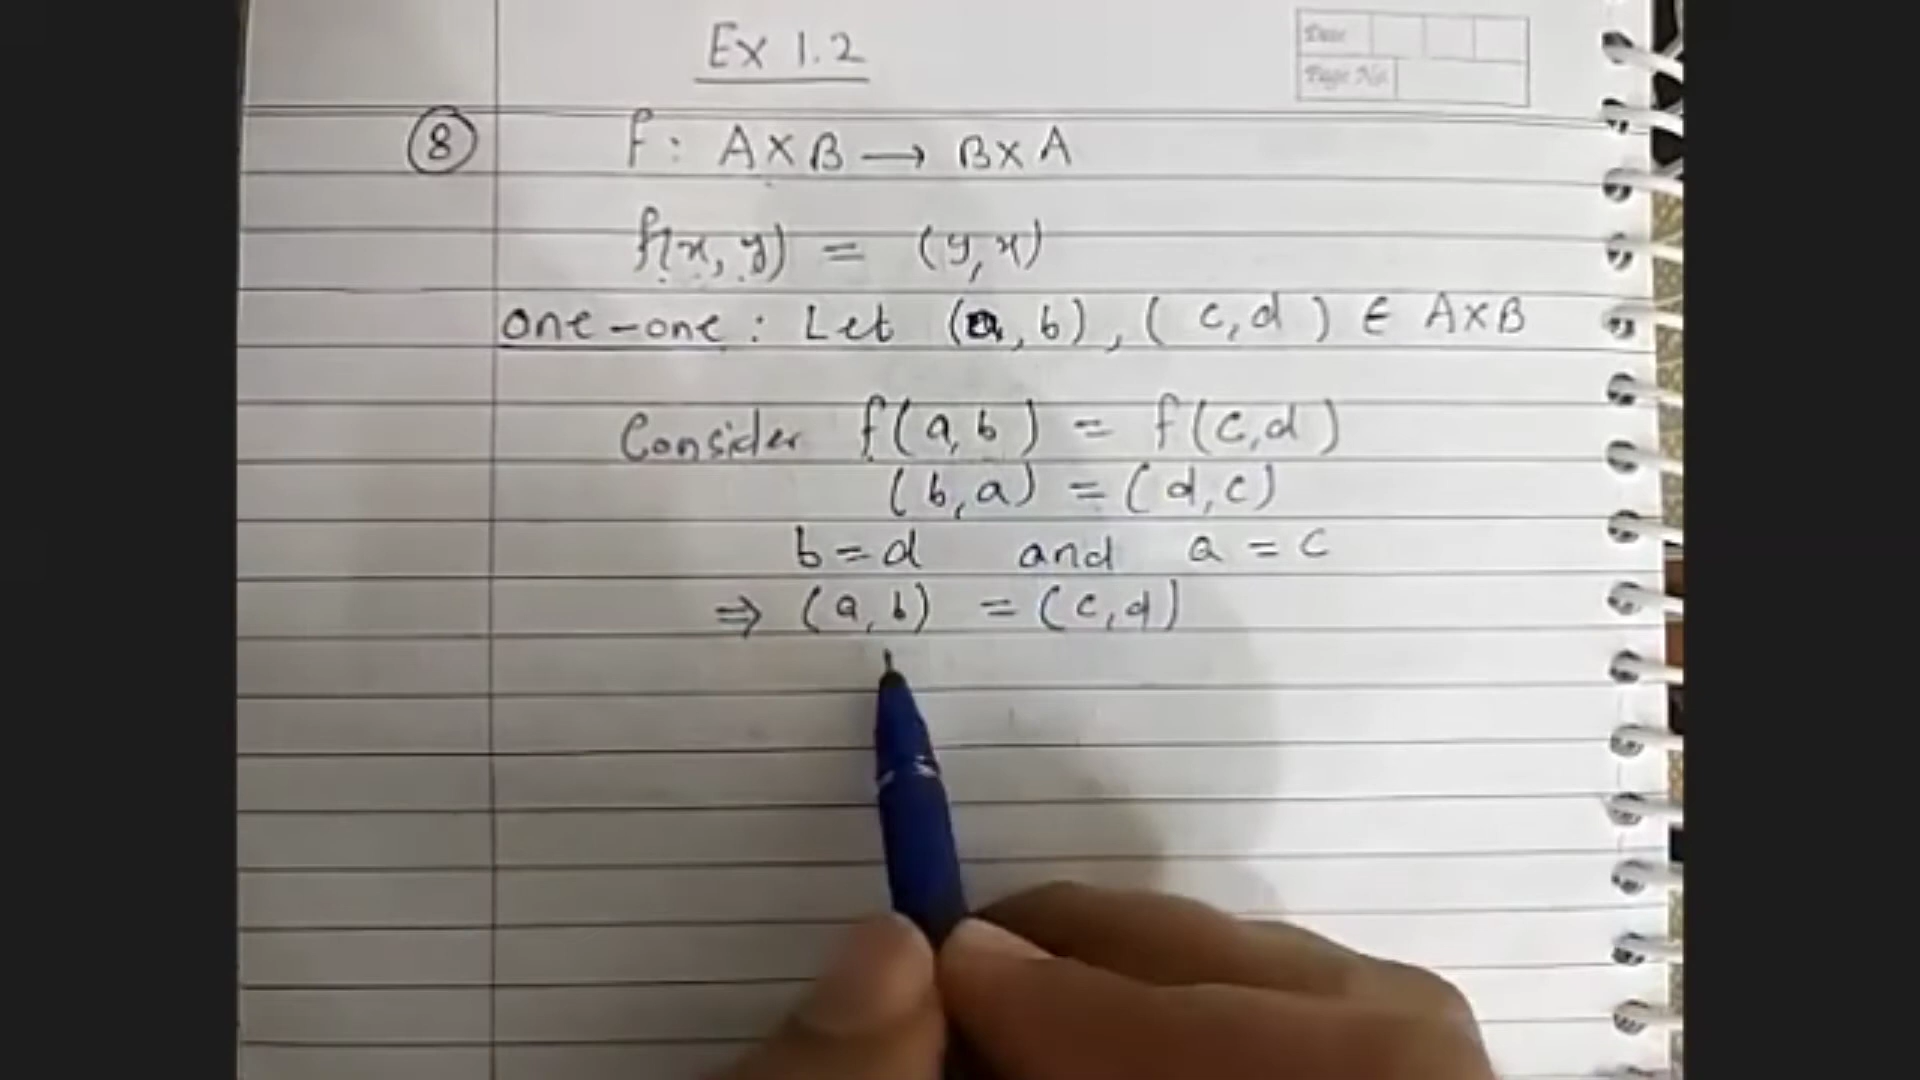 Ex 1.2
Date
Page No.
8 f : A×B → B×A
f(x, y) = (y, x)
one-one : Let (a, b), (c, d) ∈ A×B
Consider f(a, b) = f(c, d)
(b, a) = (d, c)
b = d and a = c
⇒ (a, b) = (c, d)